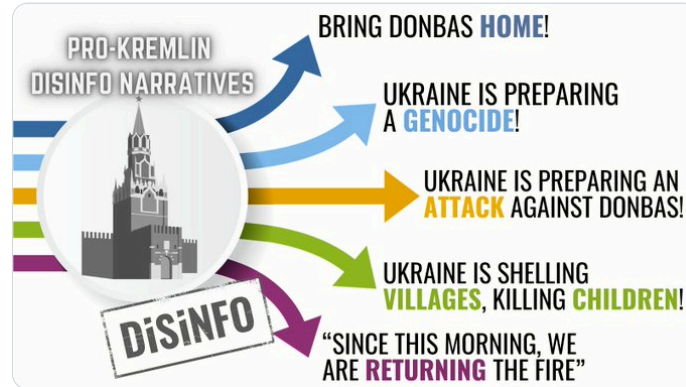 PRO-KREMLIN
DISINFO NARRATIVES
BRING DONBAS HOME!
UKRAINE IS PREPARING
A GENOCIDE!
UKRAINE IS PREPARING AN
ATTACK AGAINST DONBAS!
UKRAINE IS SHELLING
VILLAGES, KILLING CHILDREN!
DiSiNFO
“SINCE THIS MORNING, WE
ARE RETURNING THE FIRE”